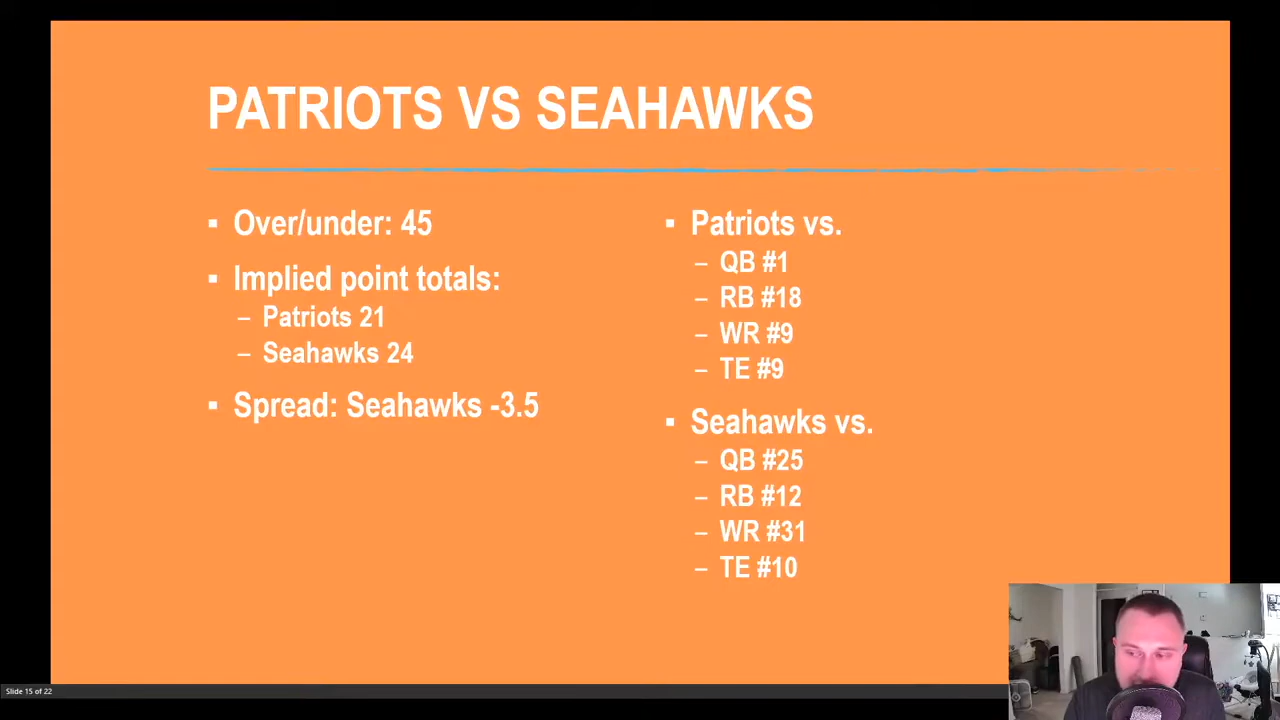 PATRIOTS VS SEAHAWKS
▪ Over/under: 45
▪ Implied point totals:
– Patriots 21
– Seahawks 24
▪ Spread: Seahawks -3.5
▪ Patriots vs.
– QB #1
– RB #18
– WR #9
– TE #9
▪ Seahawks vs.
– QB #25
– RB #12
– WR #31
– TE #10
Slide 15 of 22